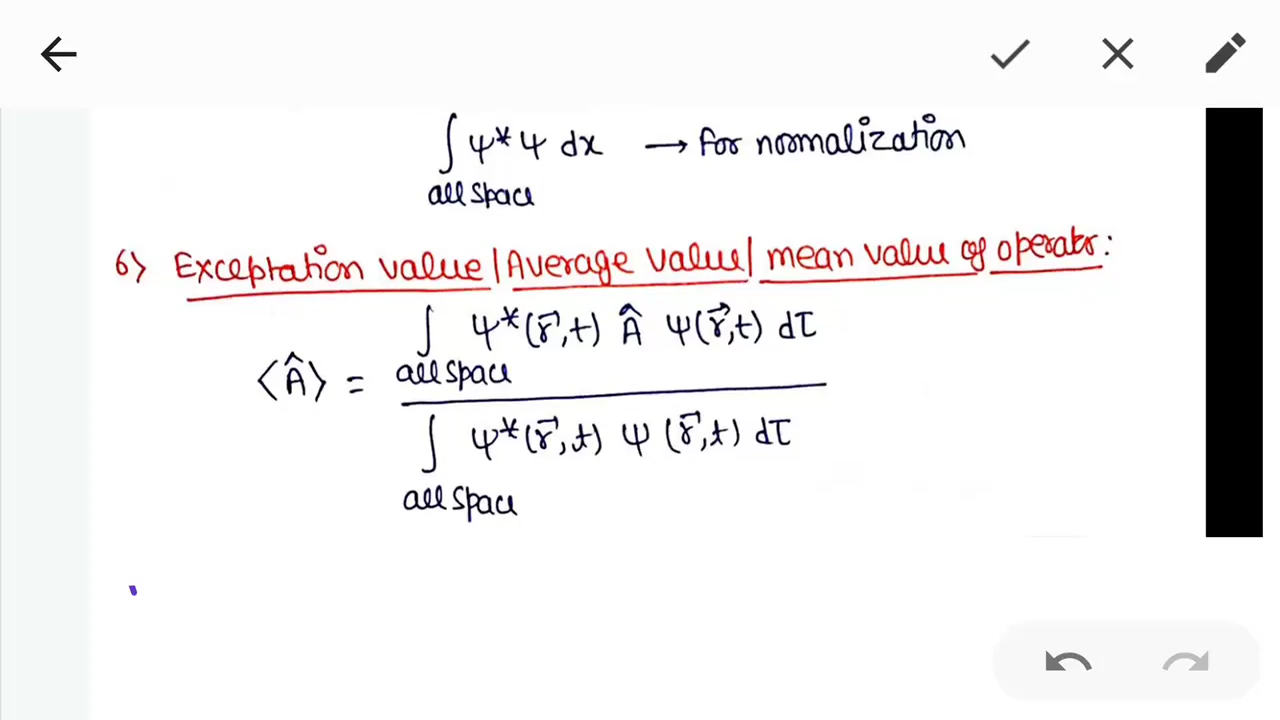 ∫ ψ*ψ dx → for normalization
all space
6) Exceptation value/Average value/mean value of operator:
∫ ψ*(r⃗,t) Â ψ(r⃗,t) dτ
all space
⟨Â⟩ =
∫ ψ*(r⃗,t) ψ(r⃗,t) dτ
all space